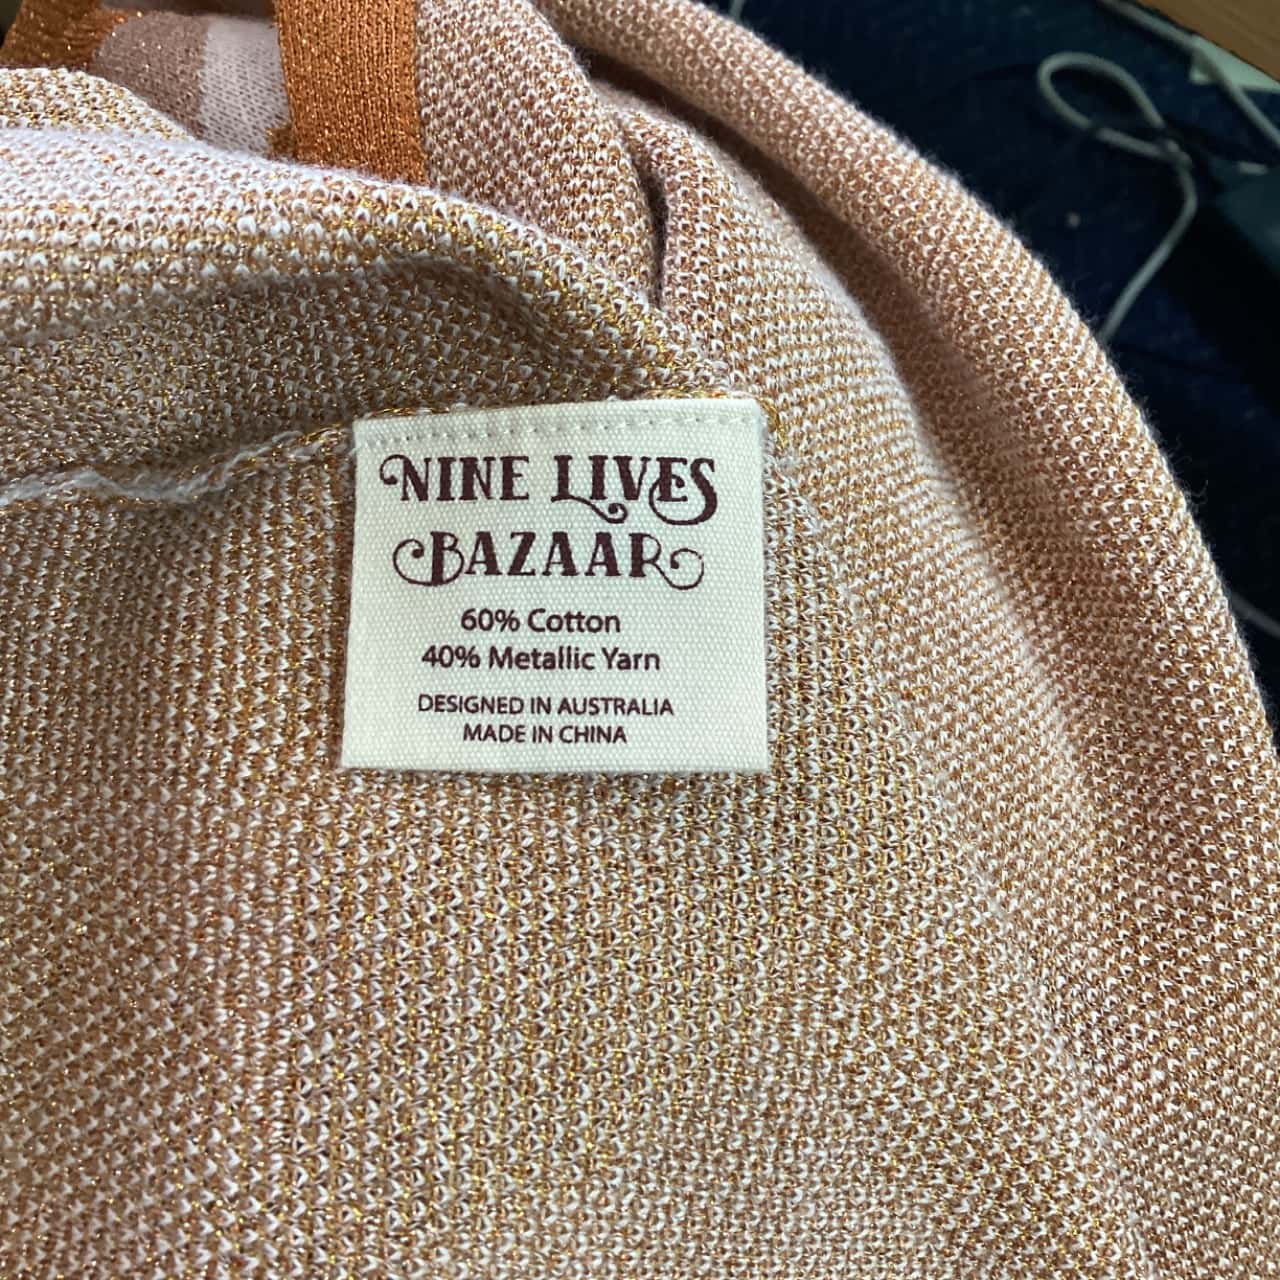 NINE LIVES
BAZAAR
60% Cotton
40% Metallic Yarn
DESIGNED IN AUSTRALIA
MADE IN CHINA